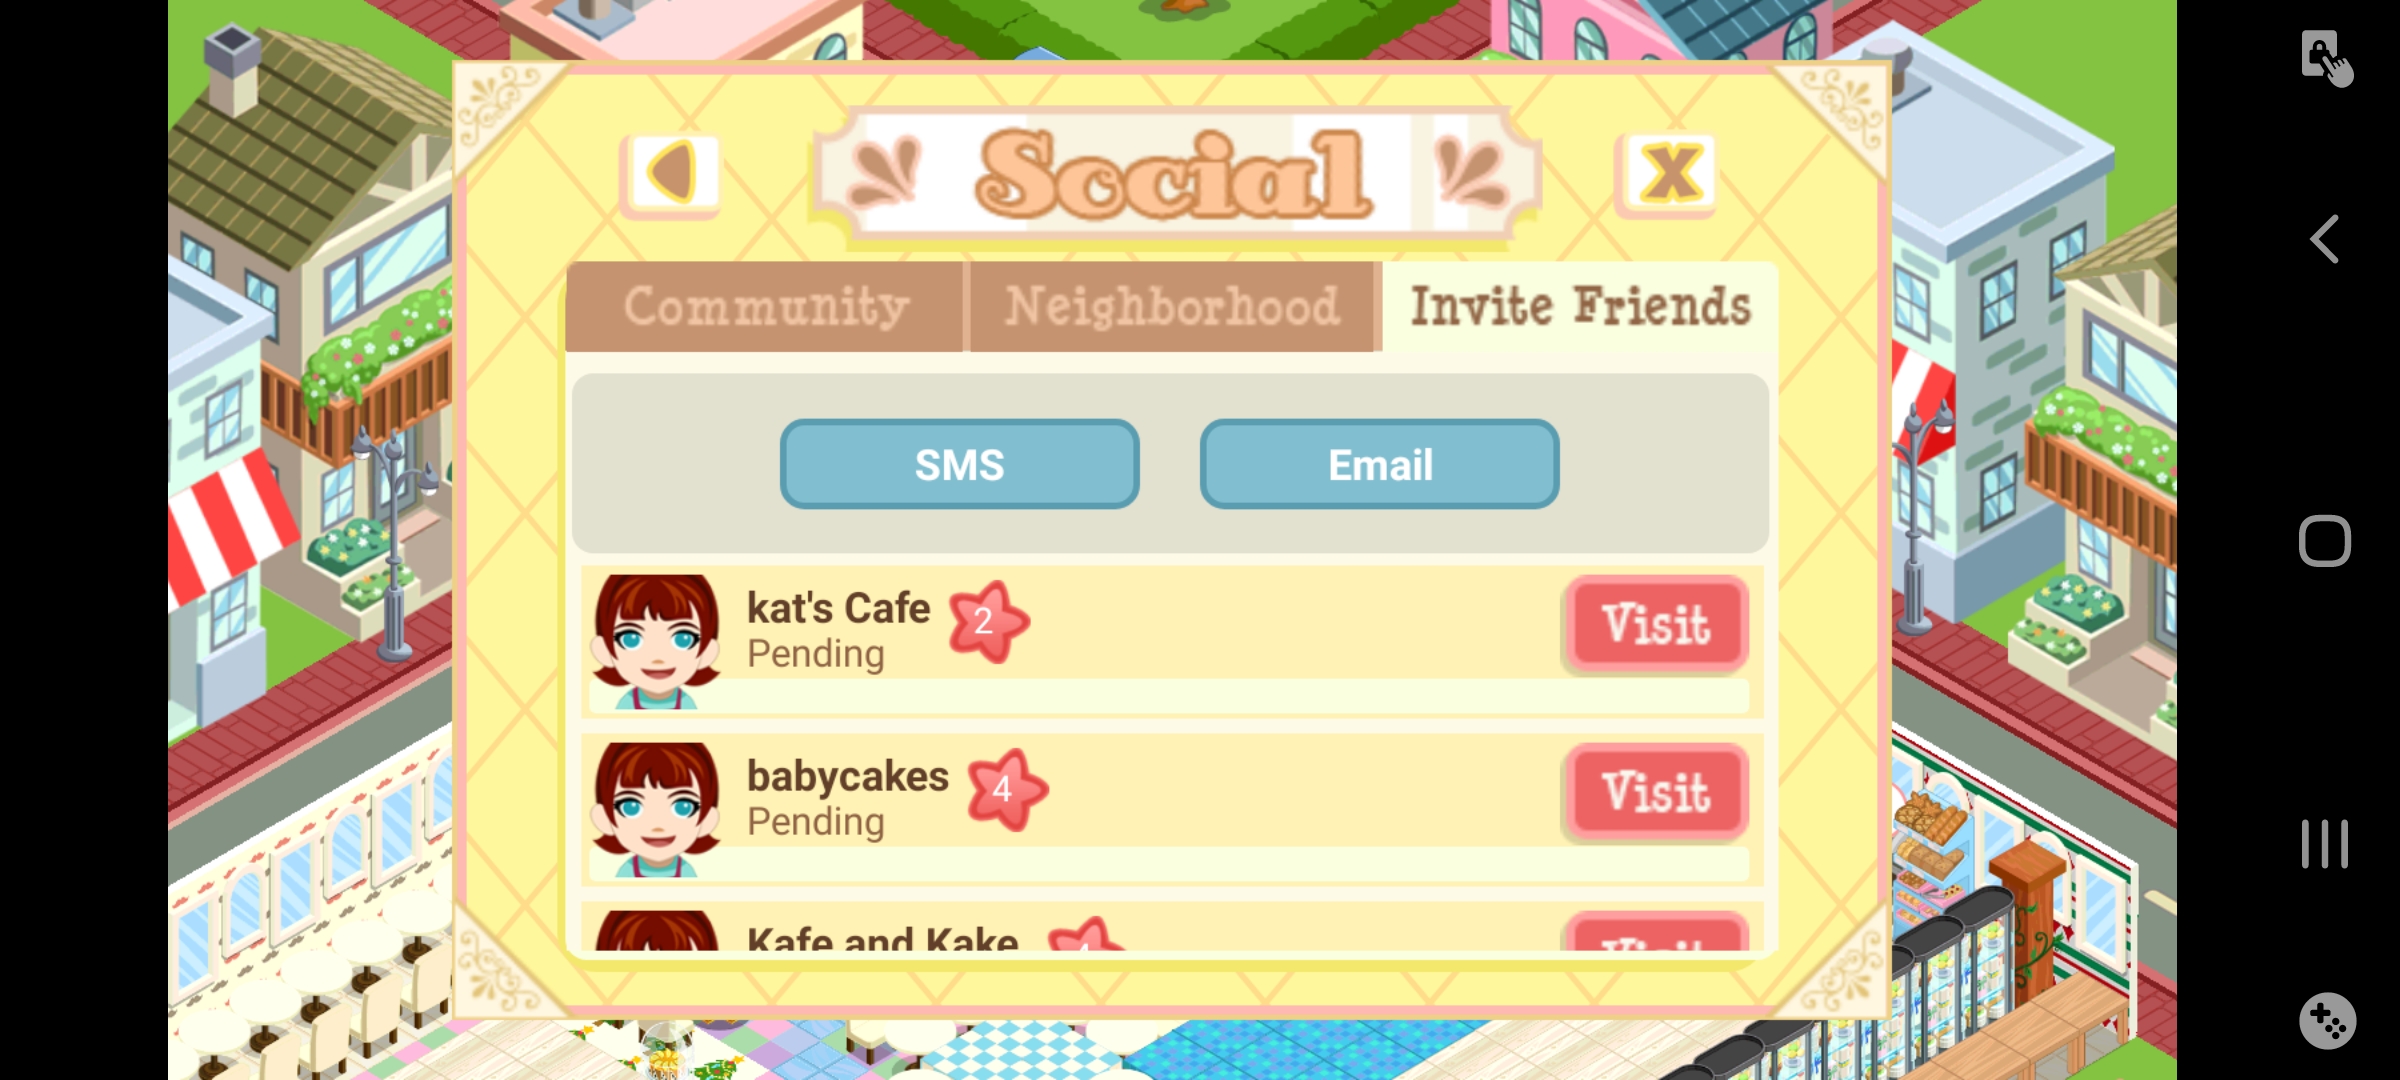 Social
X
Community Neighborhood Invite Friends
SMS Email
kat's Cafe 2
Pending
Visit
babycakes 4
Pending
Visit
Kafe and Kake
Visit